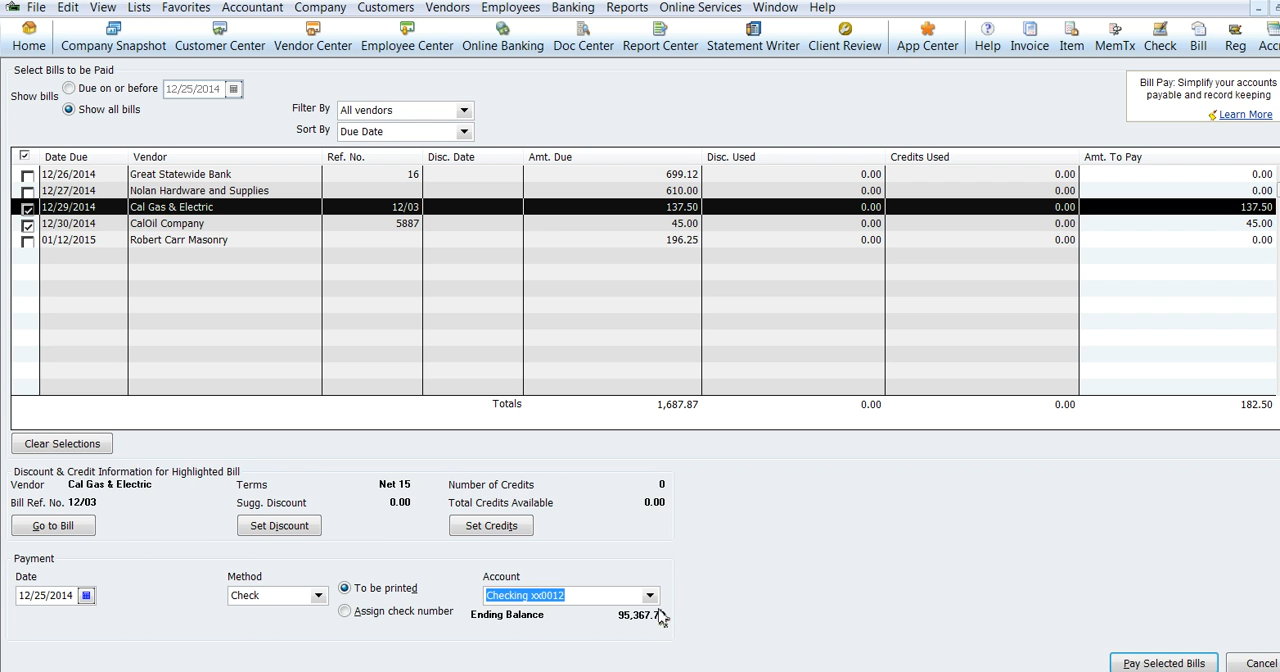 File Edit View Lists Favorites Accountant Company Customers Vendors Employees Banking Reports Online Services Window Help
Home Company Snapshot Customer Center Vendor Center Employee Center Online Banking Doc Center Report Center Statement Writer Client Review App Center Help Invoice Item MemTx Check Bill Reg
Select Bills to be Paid
Show bills
Due on or before 12/25/2014
Show all bills
Filter By All vendors
Sort By Due Date
Bill Pay: Simplify your accounts
payable and record keeping
Learn More
Date Due Vendor Ref. No. Disc. Date Amt. Due Disc. Used Credits Used Amt. To Pay
12/26/2014 Great Statewide Bank 16 699.12 0.00 0.00 0.00
12/27/2014 Nolan Hardware and Supplies 610.00 0.00 0.00 0.00
12/29/2014 Cal Gas & Electric 12/03 137.50 0.00 0.00 137.50
12/30/2014 CalOil Company 5887 45.00 0.00 0.00 45.00
01/12/2015 Robert Carr Masonry 196.25 0.00 0.00 0.00
Totals 1,687.87 0.00 0.00 182.50
Clear Selections
Discount & Credit Information for Highlighted Bill
Vendor Cal Gas & Electric Terms Net 15 Number of Credits 0
Bill Ref. No. 12/03 Sugg. Discount 0.00 Total Credits Available 0.00
Go to Bill Set Discount Set Credits
Payment
Date Method Account
12/25/2014 Check To be printed Checking xx0012
Assign check number Ending Balance
Pay Selected Bills Cancel